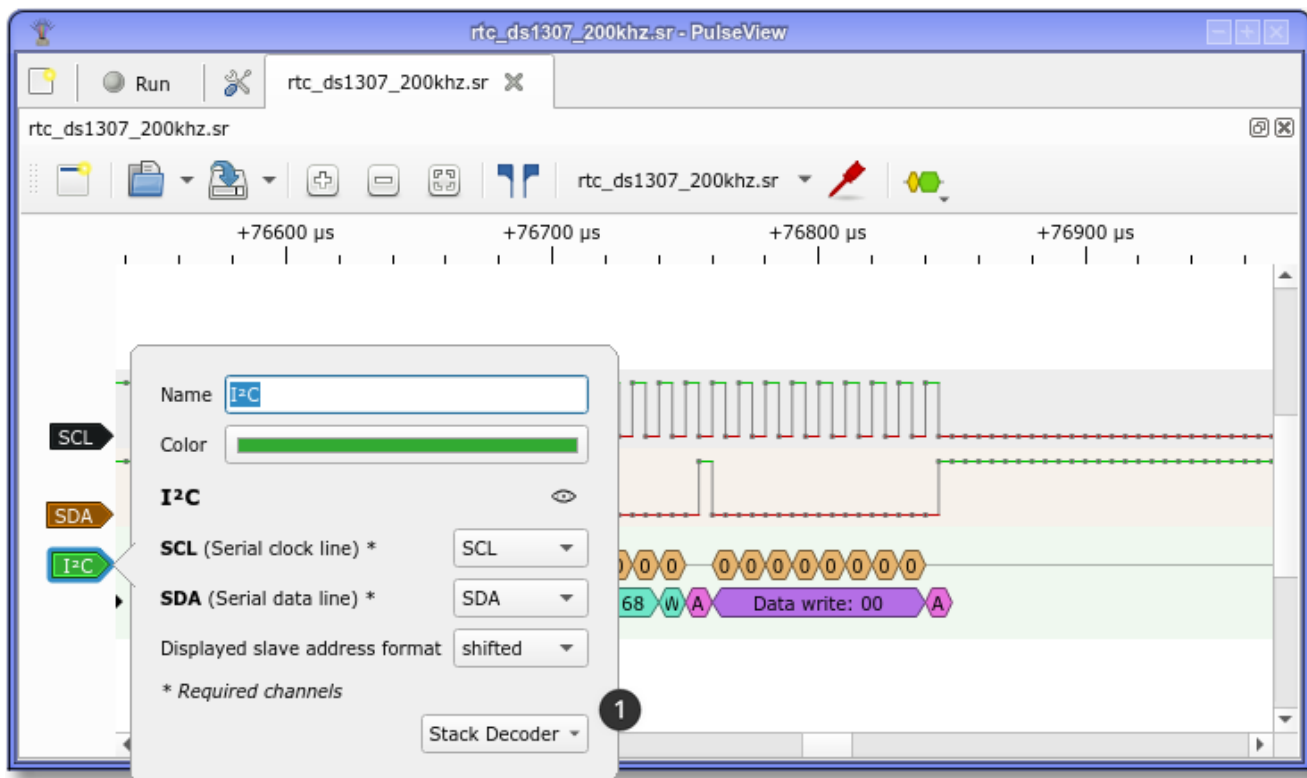 rtc_ds1307_200khz.sr - PulseView
Run
rtc_ds1307_200khz.sr
rtc_ds1307_200khz.sr
rtc_ds1307_200khz.sr
+76600 µs +76700 µs +76800 µs +76900 µs
Name I²C
SCL
Color
I²C
SDA
SCL (Serial clock line) * SCL
I²C
0 0 0 0 0 0 0 0 0 0
SDA (Serial data line) * SDA
68 W A Data write: 00 A
Displayed slave address format shifted
* Required channels
1
Stack Decoder